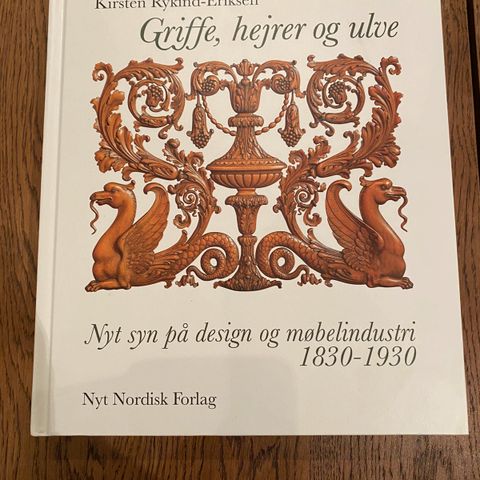 Kirsten Rykind-Eriksen
Griffe, hejrer og ulve
Nyt syn på design og møbelindustri
1830-1930
Nyt Nordisk Forlag